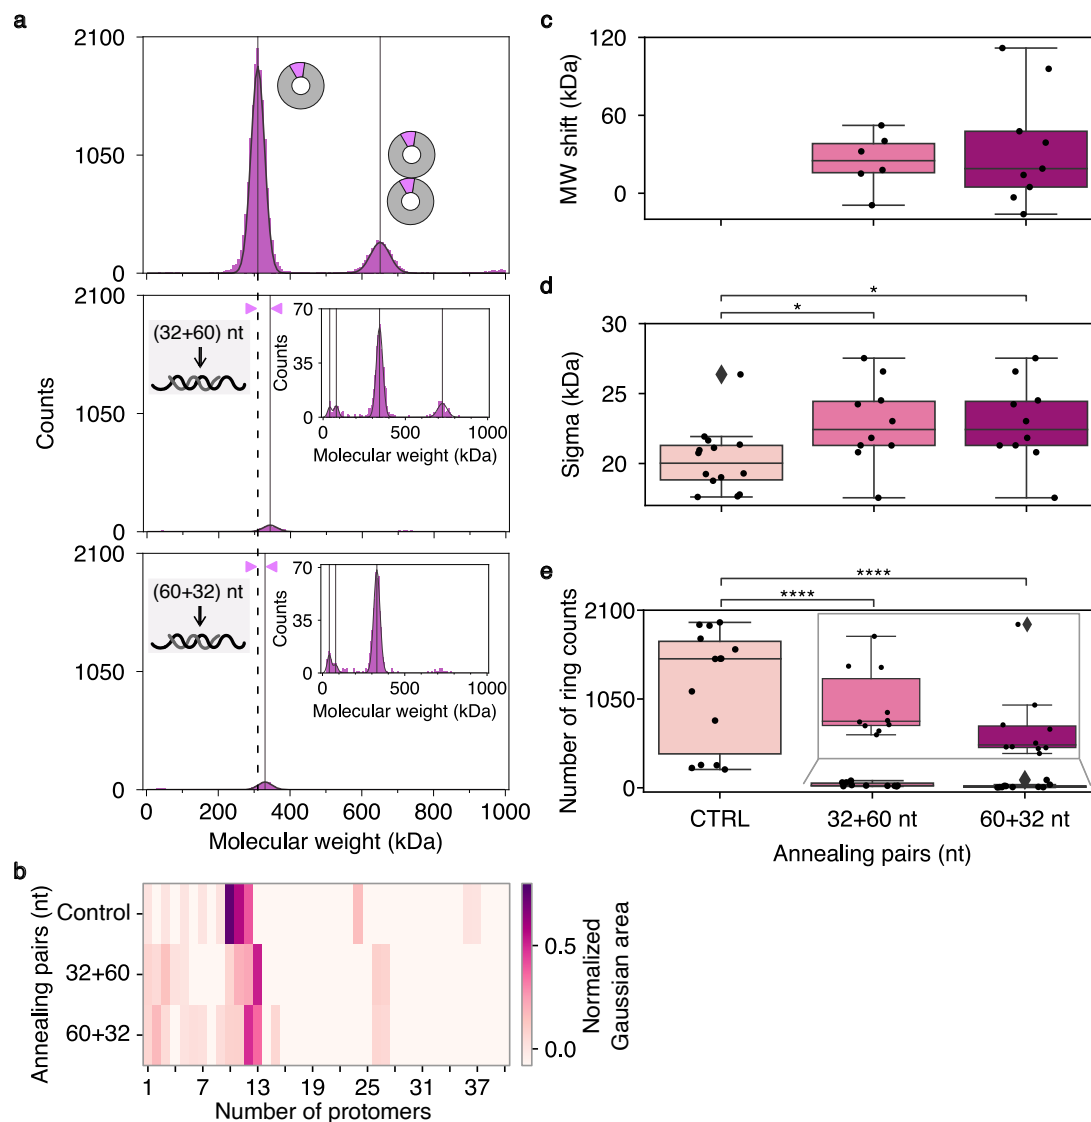 a
2100
1050
0
2100
(32+60) nt
70
35
0
0
500
1000
Counts
Molecular weight (kDa)
1050
0
Counts
2100
(60+32) nt
70
35
0
0
500
1000
Counts
Molecular weight (kDa)
1050
0
0 200 400 600 800 1000
Molecular weight (kDa)
b
Control
32+60
60+32
Annealing pairs (nt)
1 7 13 19 25 31 37
Number of protomers
0.5
0.0
Normalized
Gaussian area
c
120
60
0
MW shift (kDa)
d
*
*
30
25
20
Sigma (kDa)
e
****
****
2100
1050
0
Number of ring counts
CTRL 32+60 nt 60+32 nt
Annealing pairs (nt)